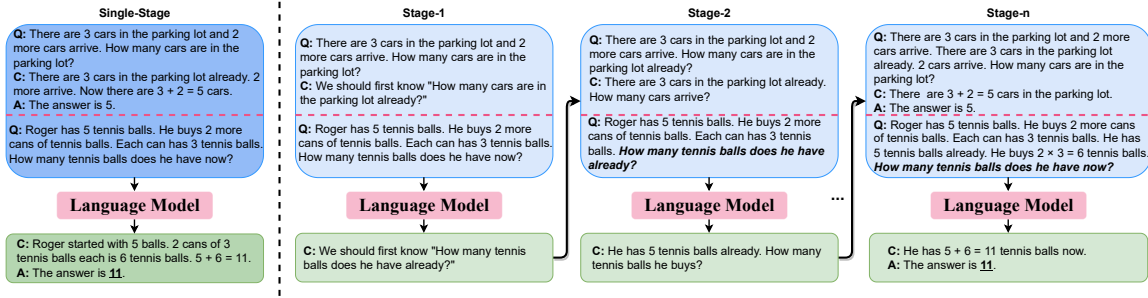 Single-Stage
Q: There are 3 cars in the parking lot and 2
more cars arrive. How many cars are in the
parking lot?
C: There are 3 cars in the parking lot already. 2
more arrive. Now there are 3 + 2 = 5 cars.
A: The answer is 5.
Q: Roger has 5 tennis balls. He buys 2 more
cans of tennis balls. Each can has 3 tennis balls.
How many tennis balls does he have now?
Language Model
C: Roger started with 5 balls. 2 cans of 3
tennis balls each is 6 tennis balls. 5 + 6 = 11.
A: The answer is 11.
Stage-1
Q: There are 3 cars in the parking lot and 2
more cars arrive. How many cars are in the
parking lot?
C: We should first know "How many cars are in
the parking lot already?"
Q: Roger has 5 tennis balls. He buys 2 more
cans of tennis balls. Each can has 3 tennis balls.
How many tennis balls does he have now?
Language Model
C: We should first know "How many tennis
balls does he have already?"
Stage-2
Q: There are 3 cars in the parking lot and 2
more cars arrive. How many cars are in the
parking lot already?
C: There are 3 cars in the parking lot already.
How many cars arrive?
Q: Roger has 5 tennis balls. He buys 2 more
cans of tennis balls. Each can has 3 tennis
balls. How many tennis balls does he have
already?
Language Model
C: He has 5 tennis balls already. How many
tennis balls he buys?
...
Stage-n
Q: There are 3 cars in the parking lot and 2 more
cars arrive. There are 3 cars in the parking lot
already. 2 cars arrive. How many cars are in the
parking lot?
C: There are 3 + 2 = 5 cars in the parking lot.
A: The answer is 5.
Q: Roger has 5 tennis balls. He buys 2 more cans
of tennis balls. Each can has 3 tennis balls. He has
5 tennis balls already. He buys 2 × 3 = 6 tennis balls.
How many tennis balls does he have now?
Language Model
C: He has 5 + 6 = 11 tennis balls now.
A: The answer is 11.